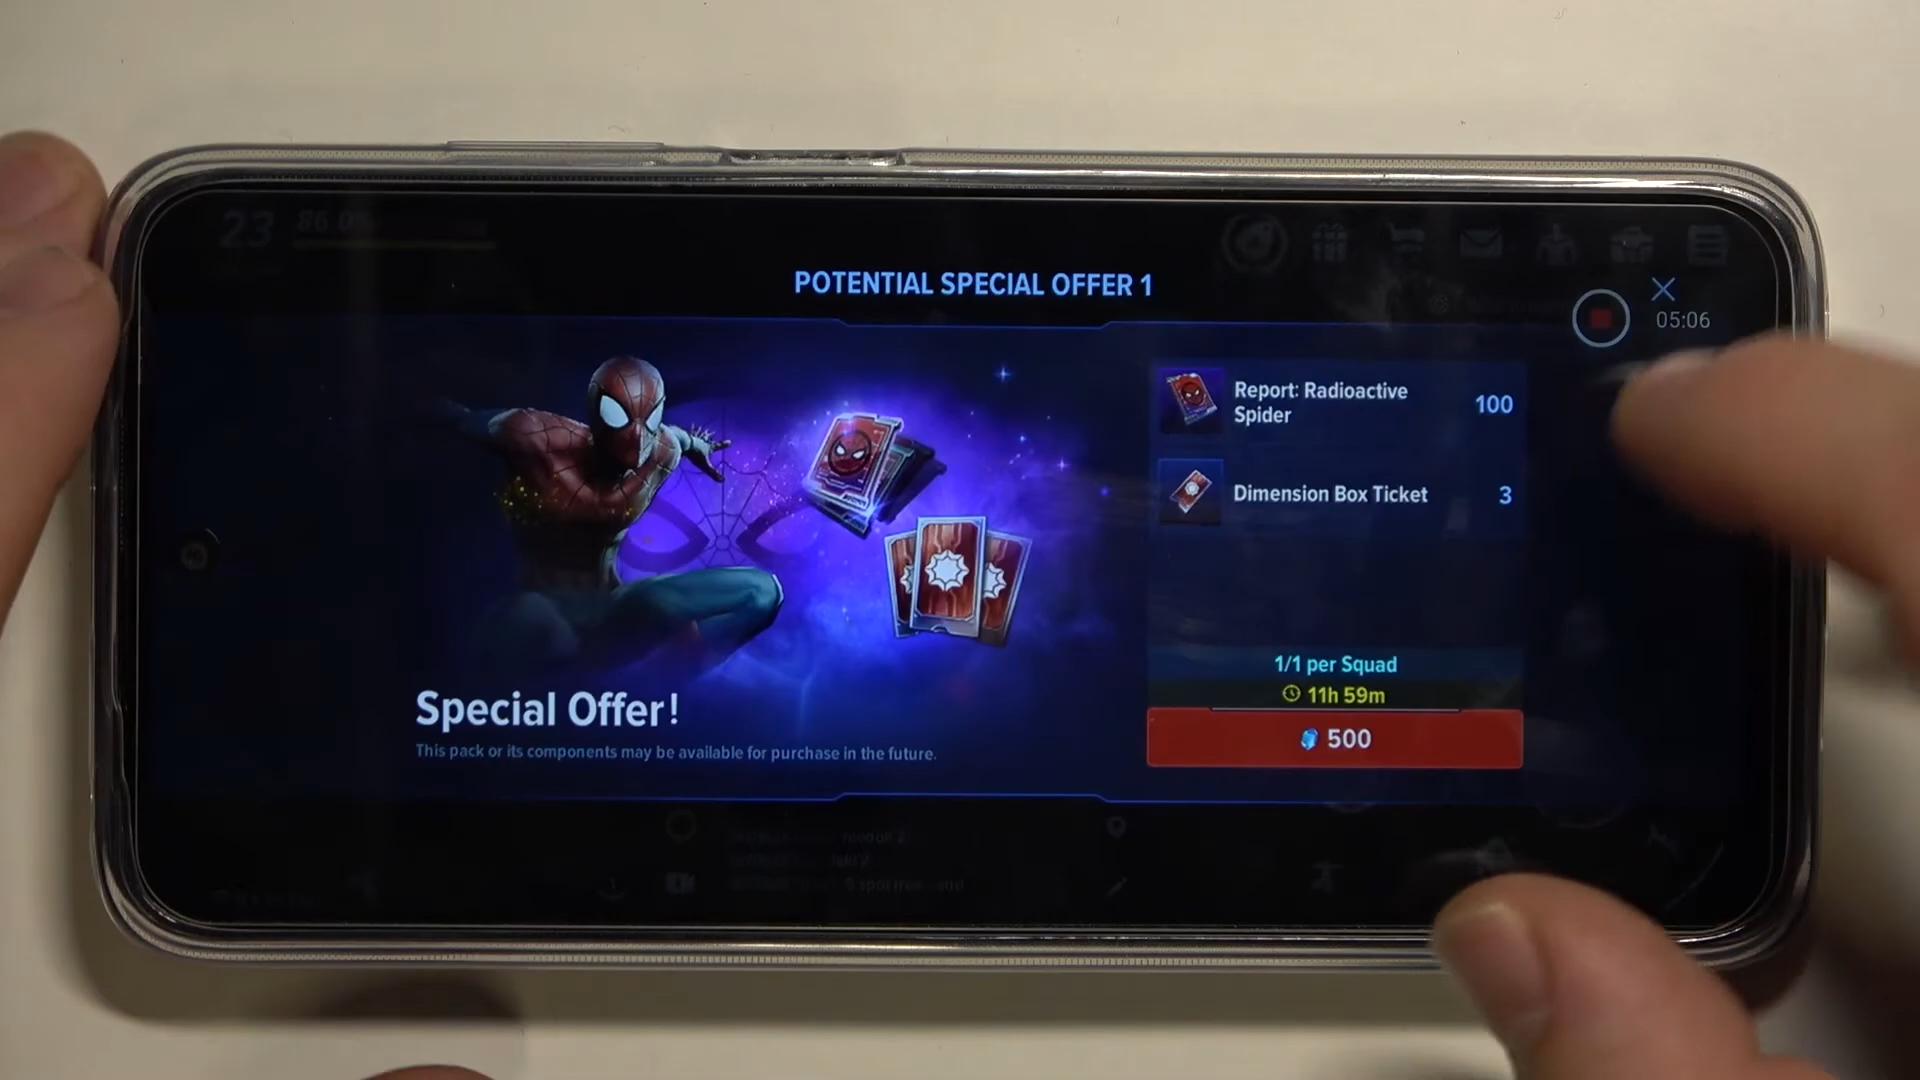 23
POTENTIAL SPECIAL OFFER 1
05:06
Report: Radioactive
Spider
100
Dimension Box Ticket
3
1/1 per Squad
11h 59m
500
Special Offer!
This pack or its components may be available for purchase in the future.